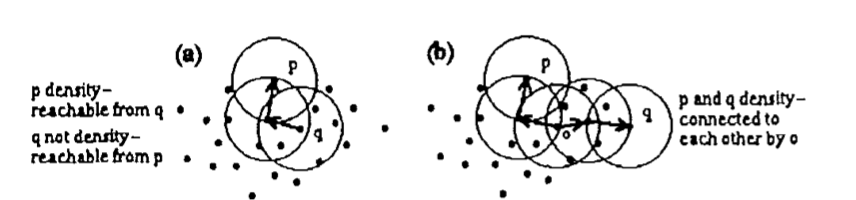 (a)
p
p density-
reachable from q
q not density-
reachable from p
q
(b)
p
q
o
p and q density-
connected to
each other by o